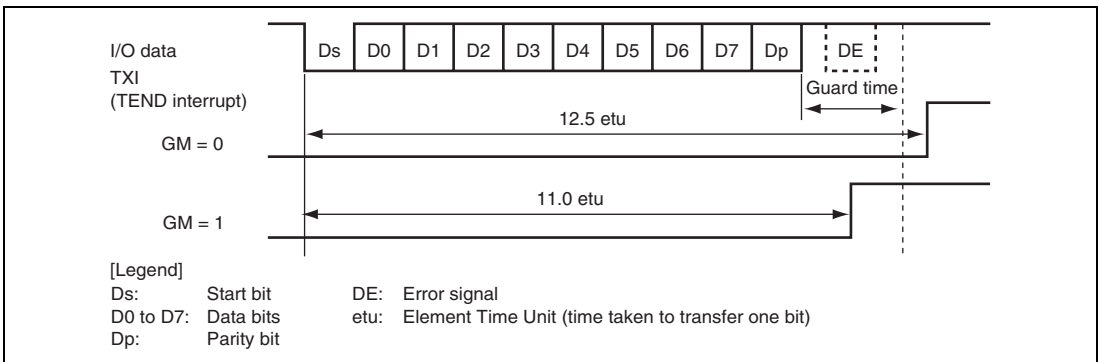 I/O data
Ds D0 D1 D2 D3 D4 D5 D6 D7 Dp DE
TXI
(TEND interrupt)
Guard time
12.5 etu
GM = 0
11.0 etu
GM = 1
[Legend]
Ds: Start bit DE: Error signal
D0 to D7: Data bits etu: Element Time Unit (time taken to transfer one bit)
Dp: Parity bit